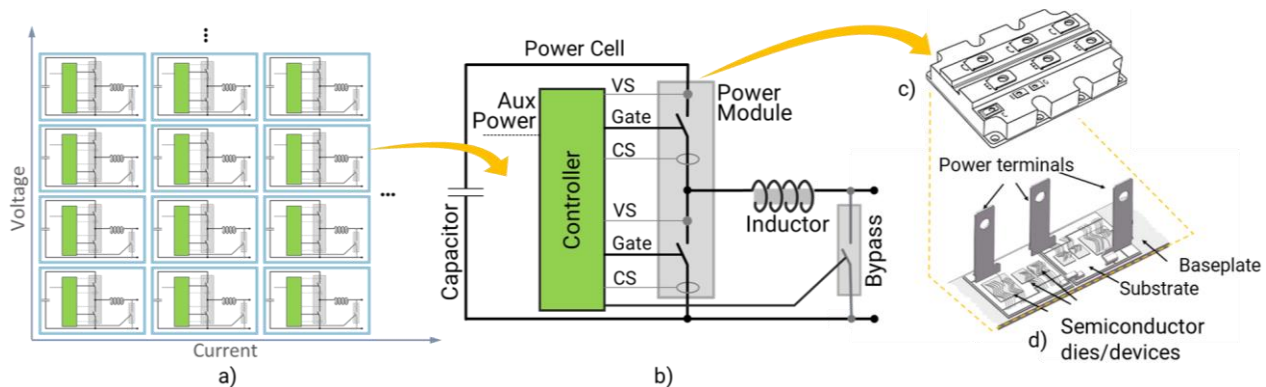 Voltage
Current
a)
Power Cell
Aux
Power
Controller
VS
Gate
CS
VS
Gate
CS
Power
Module
Capacitor
Inductor
Bypass
b)
c)
Power terminals
Baseplate
Substrate
Semiconductor
dies/devices
d)